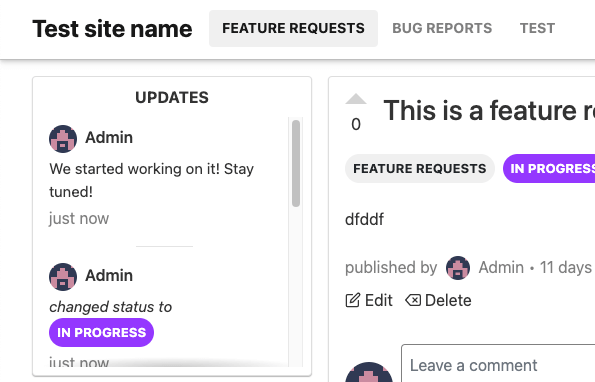 Test site name FEATURE REQUESTS BUG REPORTS TEST
UPDATES
Admin
We started working on it! Stay
tuned!
just now
Admin
changed status to
IN PROGRESS
just now
This is a feature re
0
FEATURE REQUESTS IN PROGRESS
dfddf
published by Admin • 11 days
Edit Delete
Leave a comment